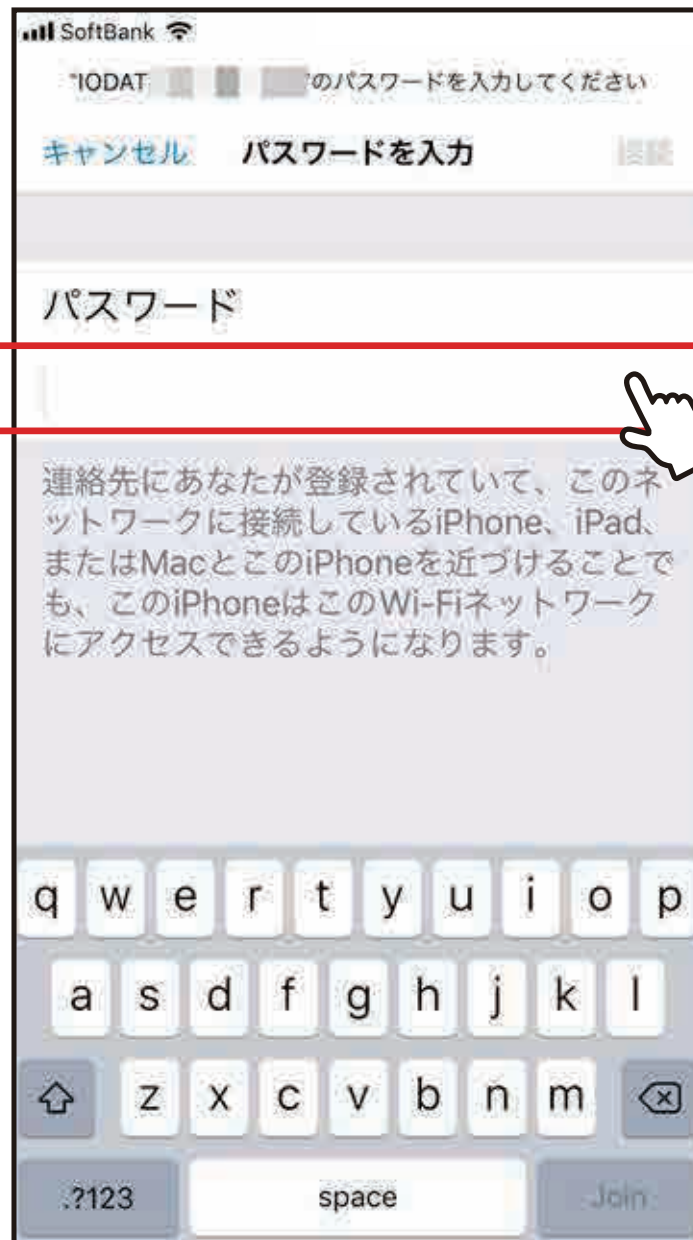 SoftBank
"IODAT のパスワードを入力してください
キャンセル パスワードを入力
パスワード
連絡先にあなたが登録されていて、このネ
ットワークに接続しているiPhone、iPad、
またはMacとこのiPhoneを近づけることで
も、このiPhoneはこのWi-Fiネットワーク
にアクセスできるようになります。
q w e r t y u i o p
a s d f g h j k l
z x c v b n m
.?123 space Join